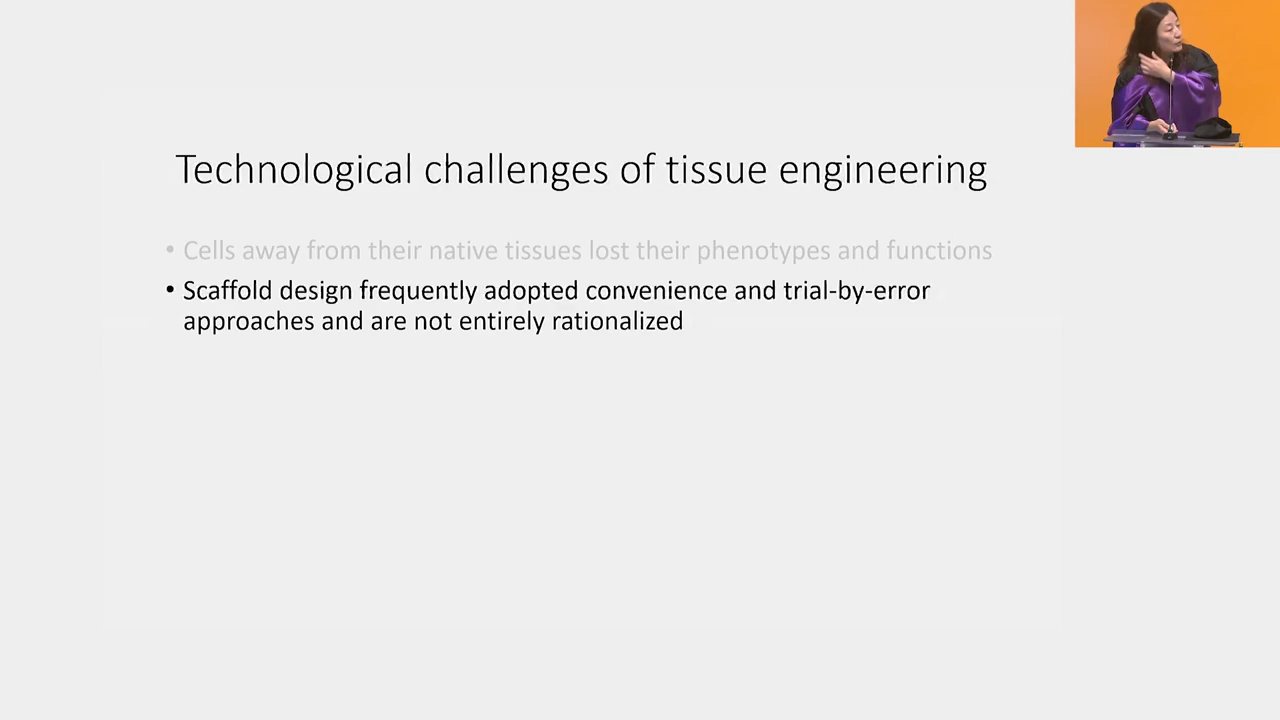 Technological challenges of tissue engineering
• Cells away from their native tissues lost their phenotypes and functions
• Scaffold design frequently adopted convenience and trial-by-error
approaches and are not entirely rationalized